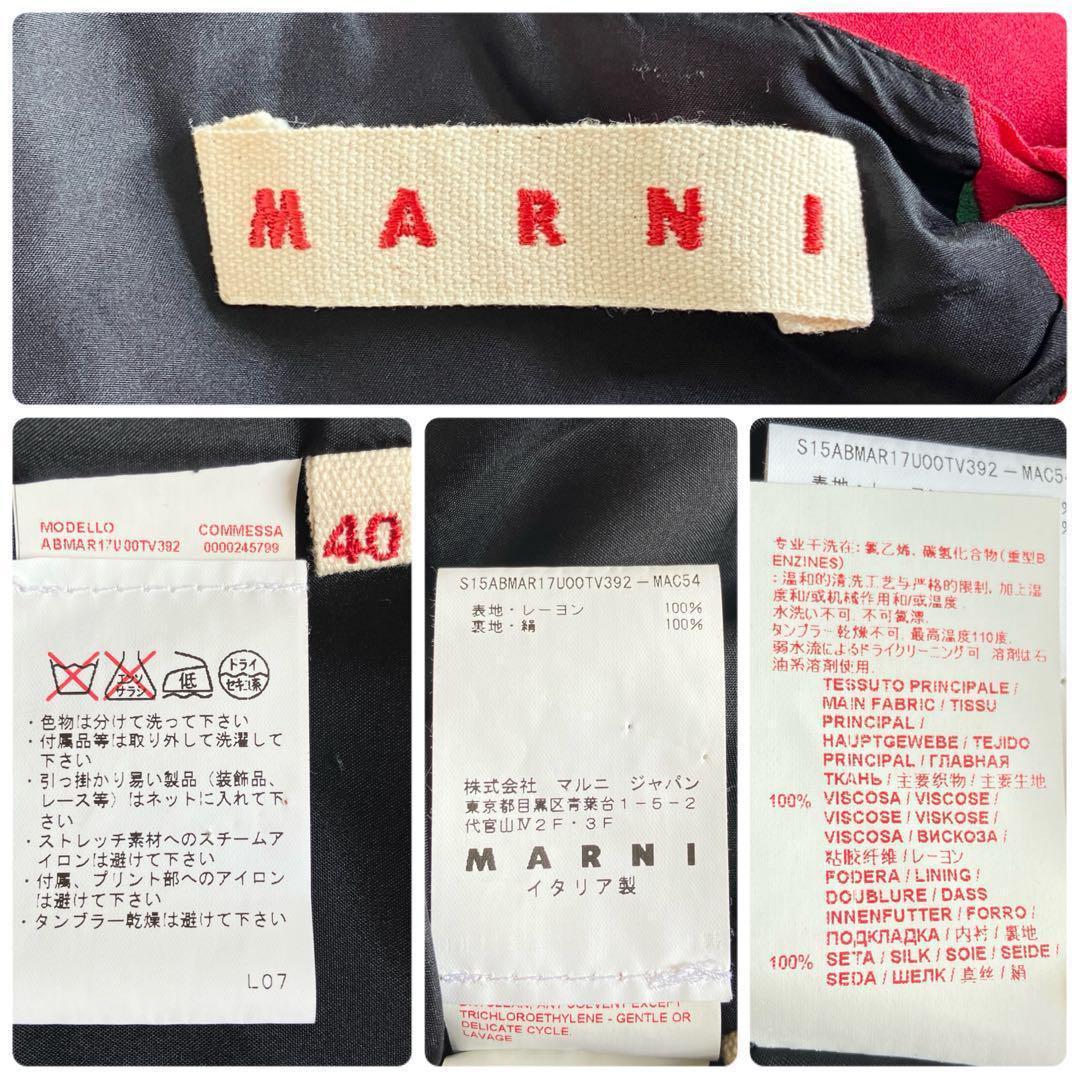 MARNI
MODELLO
ABMAR17U00TV392
COMMESSA
0000245799
40
エンソ
サラシ
低
ドライ
セキユ系
・色物は分けて洗って下さい
・付属品等は取り外して洗濯して
下さい
・引っ掛かり易い製品（装飾品、
レース等）はネットに入れて下
さい
・ストレッチ素材へのスチームア
イロンは避けて下さい
・付属、プリント部へのアイロン
は避けて下さい
・タンブラー乾燥は避けて下さい
L07
S15ABMAR17U00TV392－MAC54
表地・レーヨン 100%
裏地・絹 100%
株式会社 マルニ ジャパン
東京都目黒区青葉台1－5－2
代官山Ⅳ2F・3F
MARNI
イタリア製
TRICHLOROETHYLENE - GENTLE OR
DELICATE CYCLE.
LAVAGE
S15ABMAR17U00TV392－MAC54
专业干洗在：氯乙烯、碳氢化合物(重型B
ENZINES)
：温和的清洗工艺与严格的限制，加上湿
度和/或机械作用和/或温度．
水洗い不可．不可氯漂．
タンブラー乾燥不可．最高温度110度．
弱水流によるドライクリーニング可 溶剤は石
油系溶剤使用．
TESSUTO PRINCIPALE /
MAIN FABRIC / TISSU
PRINCIPAL /
HAUPTGEWEBE / TEJIDO
PRINCIPAL / ГЛАВНАЯ
ТКАНЬ / 主要织物 / 主要生地
100% VISCOSA / VISCOSE /
VISCOSE / VISKOSE /
VISCOSA / ВИСКОЗА /
粘胶纤维 / レーヨン
FODERA / LINING /
DOUBLURE / DASS
INNENFUTTER / FORRO /
ПОДКЛАДКА / 内衬 / 裏地
100% SETA / SILK / SOIE / SEIDE /
SEDA / ШЕЛК / 真丝 / 絹